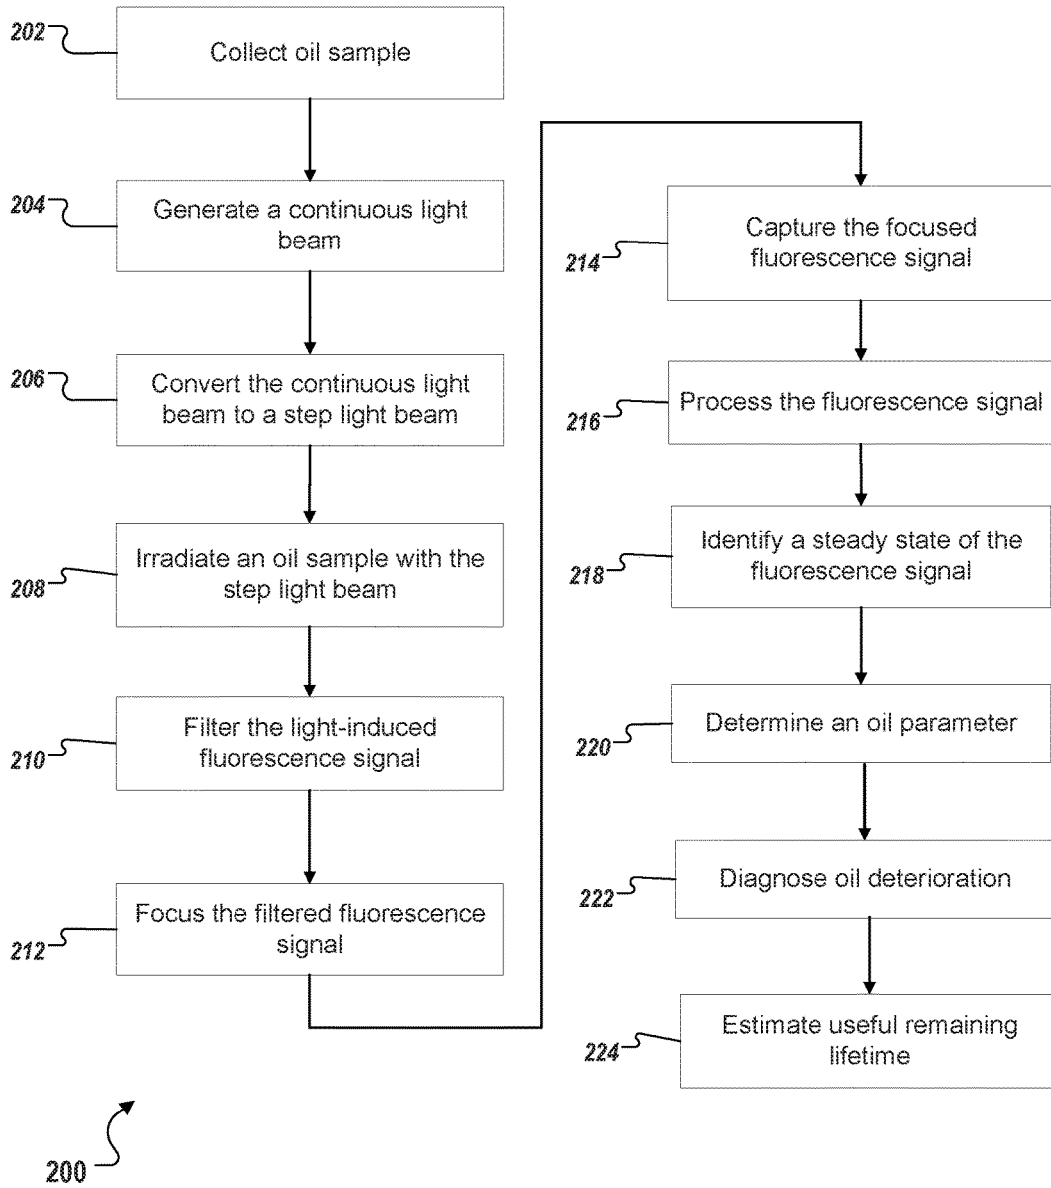 202
Collect oil sample
204
Generate a continuous light
beam
206
Convert the continuous light
beam to a step light beam
208
Irradiate an oil sample with the
step light beam
210
Filter the light-induced
fluorescence signal
212
Focus the filtered fluorescence
signal
214
Capture the focused
fluorescence signal
216
Process the fluorescence signal
218
Identify a steady state of the
fluorescence signal
220
Determine an oil parameter
222
Diagnose oil deterioration
224
Estimate useful remaining
lifetime
200